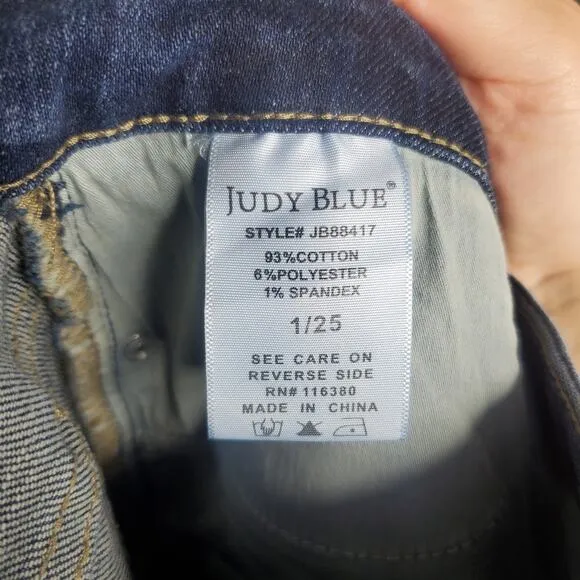 JUDY BLUE®
STYLE# JB88417
93%COTTON
6%POLYESTER
1% SPANDEX
1/25
SEE CARE ON
REVERSE SIDE
RN# 116380
MADE IN CHINA